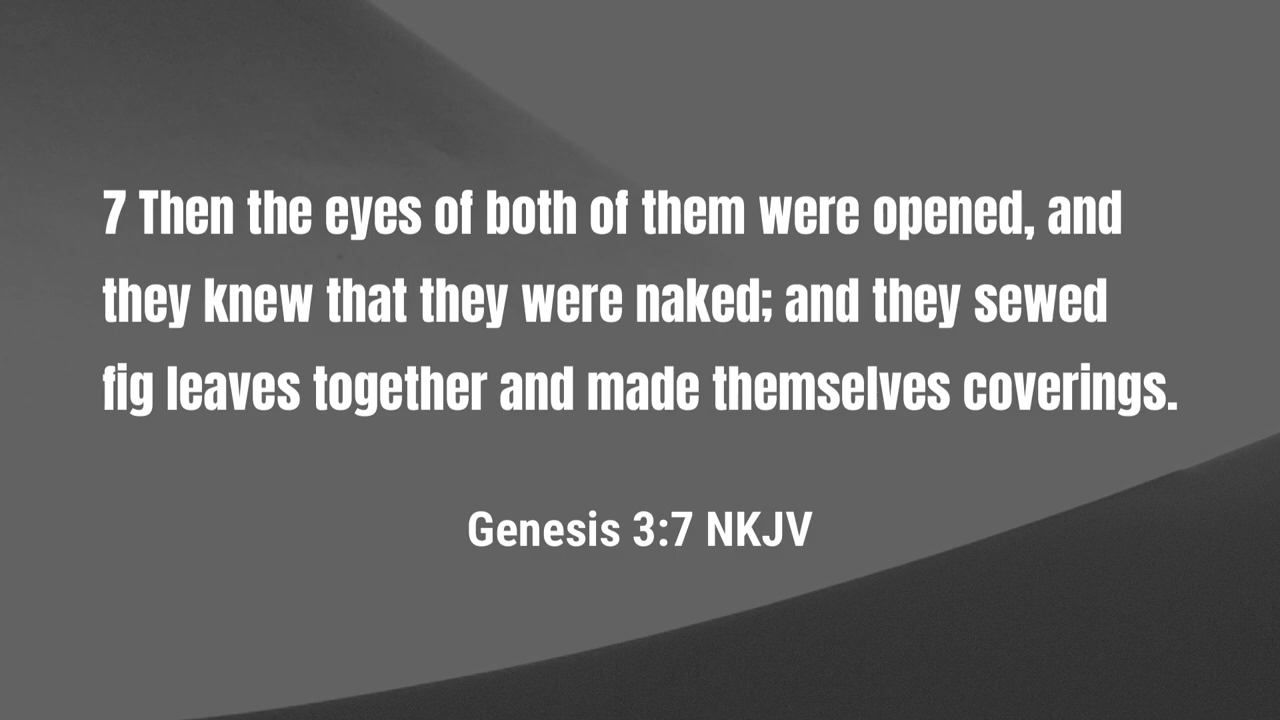 7 Then the eyes of both of them were opened, and
they knew that they were naked; and they sewed
fig leaves together and made themselves coverings.
Genesis 3:7 NKJV